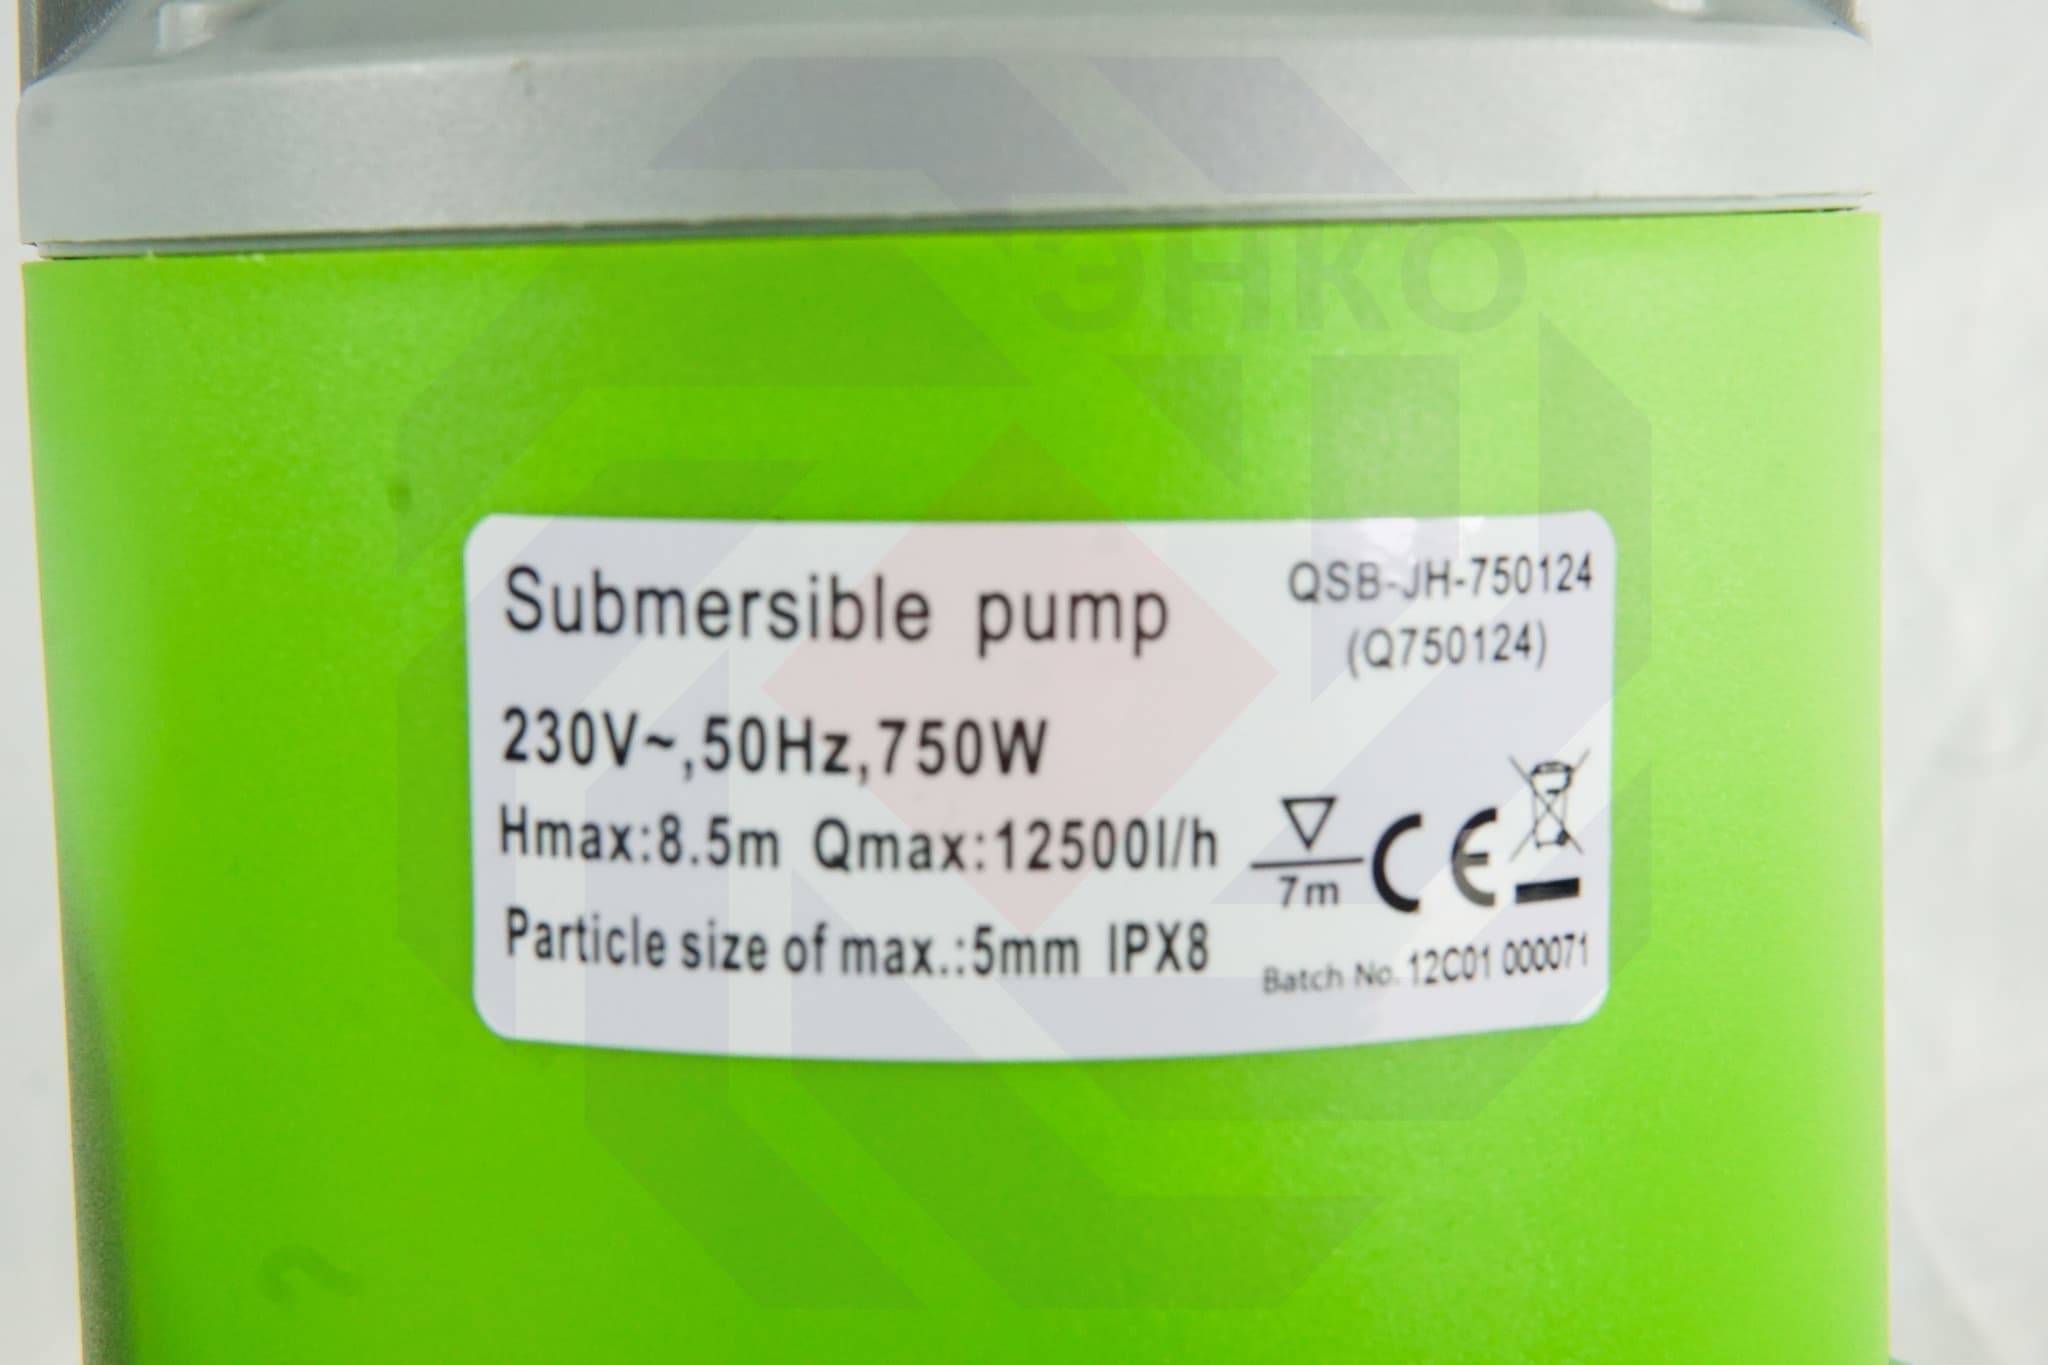 ЭНКО
Submersible pump
QSB-JH-750124
(Q750124)
230V~,50Hz,750W
Hmax:8.5m Qmax:12500l/h
7m
CE
Particle size of max.:5mm IPX8
Batch No. 12C01 000071